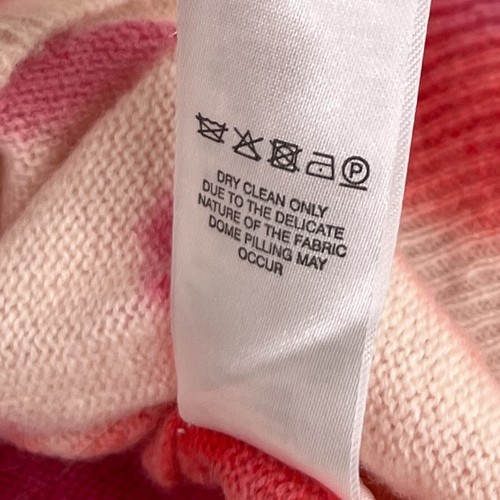 P
DRY CLEAN ONLY
DUE TO THE DELICATE
NATURE OF THE FABRIC
DOME PILLING MAY
OCCUR